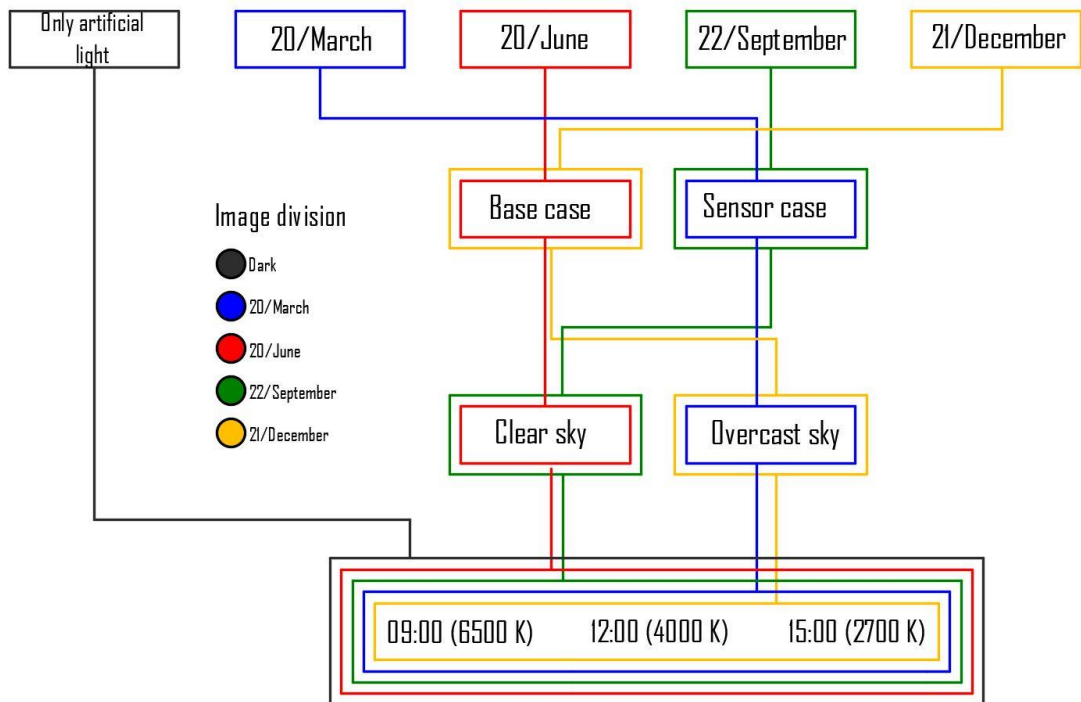 Only artificial
light
20/March
20/June
22/September
21/December
Base case
Sensor case
Image division
Dark
20/March
20/June
22/September
21/December
Clear sky
Overcast sky
09:00 (6500 K)
12:00 (4000 K)
15:00 (2700 K)